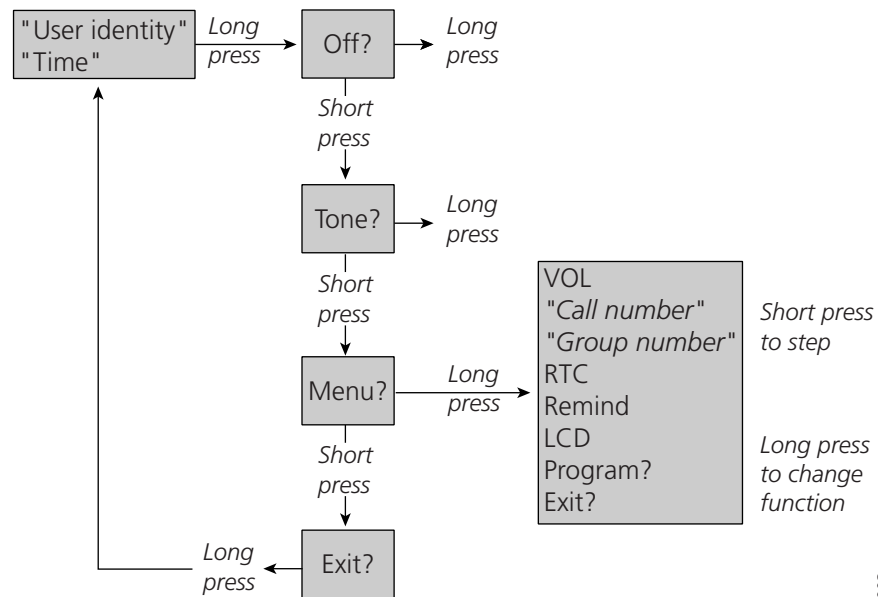 "User identity"
"Time"
Long
press
Off?
Long
press
Short
press
Tone?
Long
press
Short
press
Menu?
Long
press
VOL
"Call number"
"Group number"
RTC
Remind
LCD
Program?
Exit?
Short press
to step
Long press
to change
function
Short
press
Exit?
Long
press